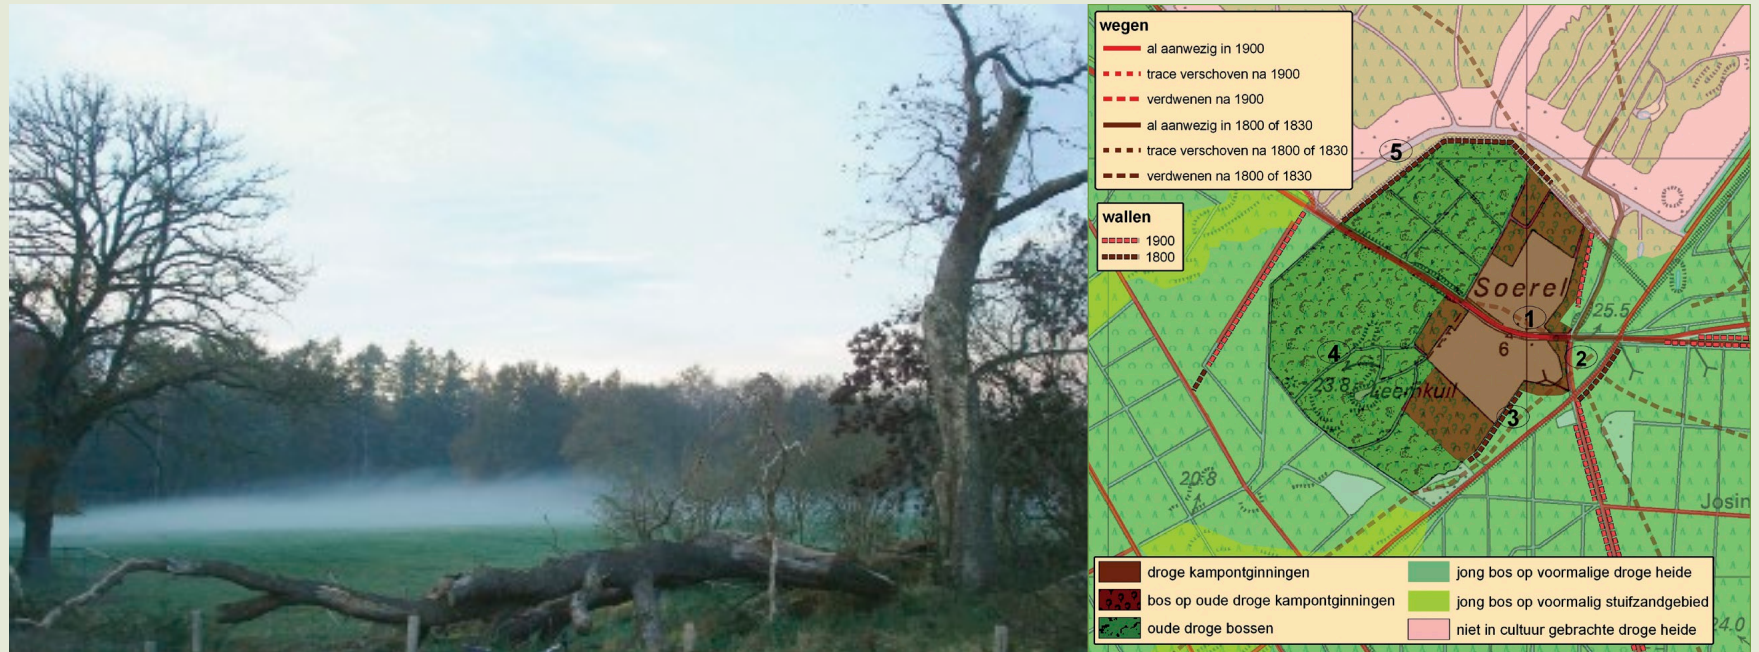 wegen
al aanwezig in 1900
trace verschoven na 1900
verdwenen na 1900
al aanwezig in 1800 of 1830
trace verschoven na 1800 of 1830
verdwenen na 1800 of 1830
wallen
1900
1800
5
Soerel
25.5
1
6
2
4
23.8
Leemkuil
3
20.8
Josin
droge kampontginningen
bos op oude droge kampontginningen
oude droge bossen
jong bos op voormalige droge heide
jong bos op voormalig stuifzandgebied
niet in cultuur gebrachte droge heide
24.0